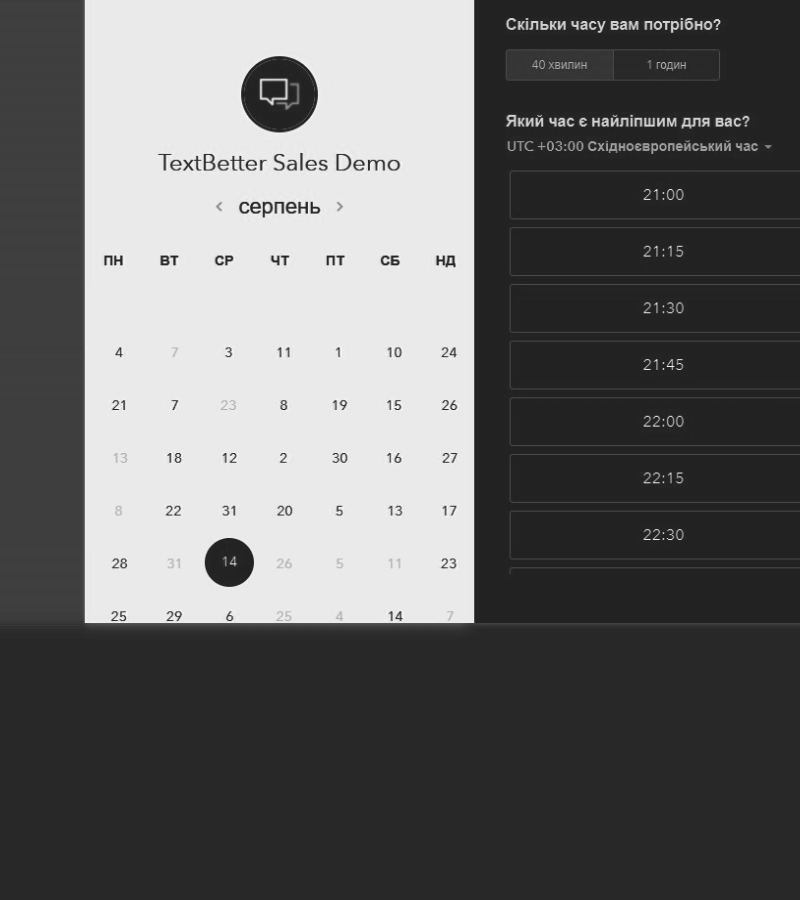 TextBetter Sales Demo
серпень
ПН ВТ СР ЧТ ПТ СБ НД
4 7 3 11 1 10 24
21 7 23 8 19 15 26
13 18 12 2 30 16 27
8 22 31 20 5 13 17
28 31 14 26 5 11 23
25 29 6 25 4 14 7
Скільки часу вам потрібно?
40 хвилин 1 годин
Який час є найліпшим для вас?
UTC +03:00 Східноєвропейський час
21:00
21:15
21:30
21:45
22:00
22:15
22:30